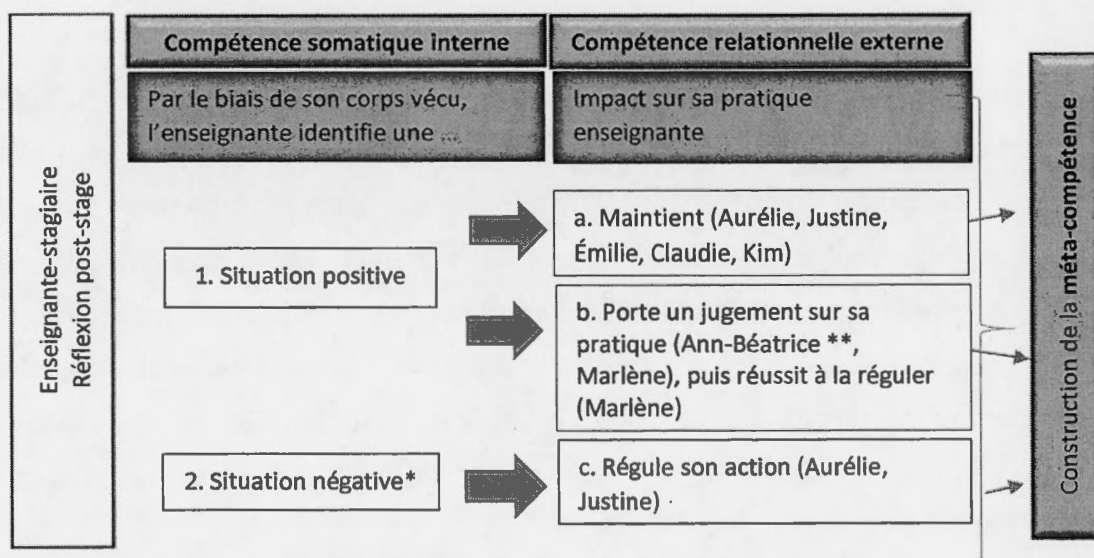 Enseignante-stagiaire
Réflexion post-stage
Compétence somatique interne
Compétence relationnelle externe
Par le biais de son corps vécu,
l'enseignante identifie une ...
Impact sur sa pratique
enseignante
1. Situation positive
a. Maintient (Aurélie, Justine,
Émilie, Claudie, Kim)
b. Porte un jugement sur sa
pratique (Ann-Béatrice **,
Marlène), puis réussit à la réguler
(Marlène)
2. Situation négative*
c. Régule son action (Aurélie,
Justine)
Construction de la méta-compétence